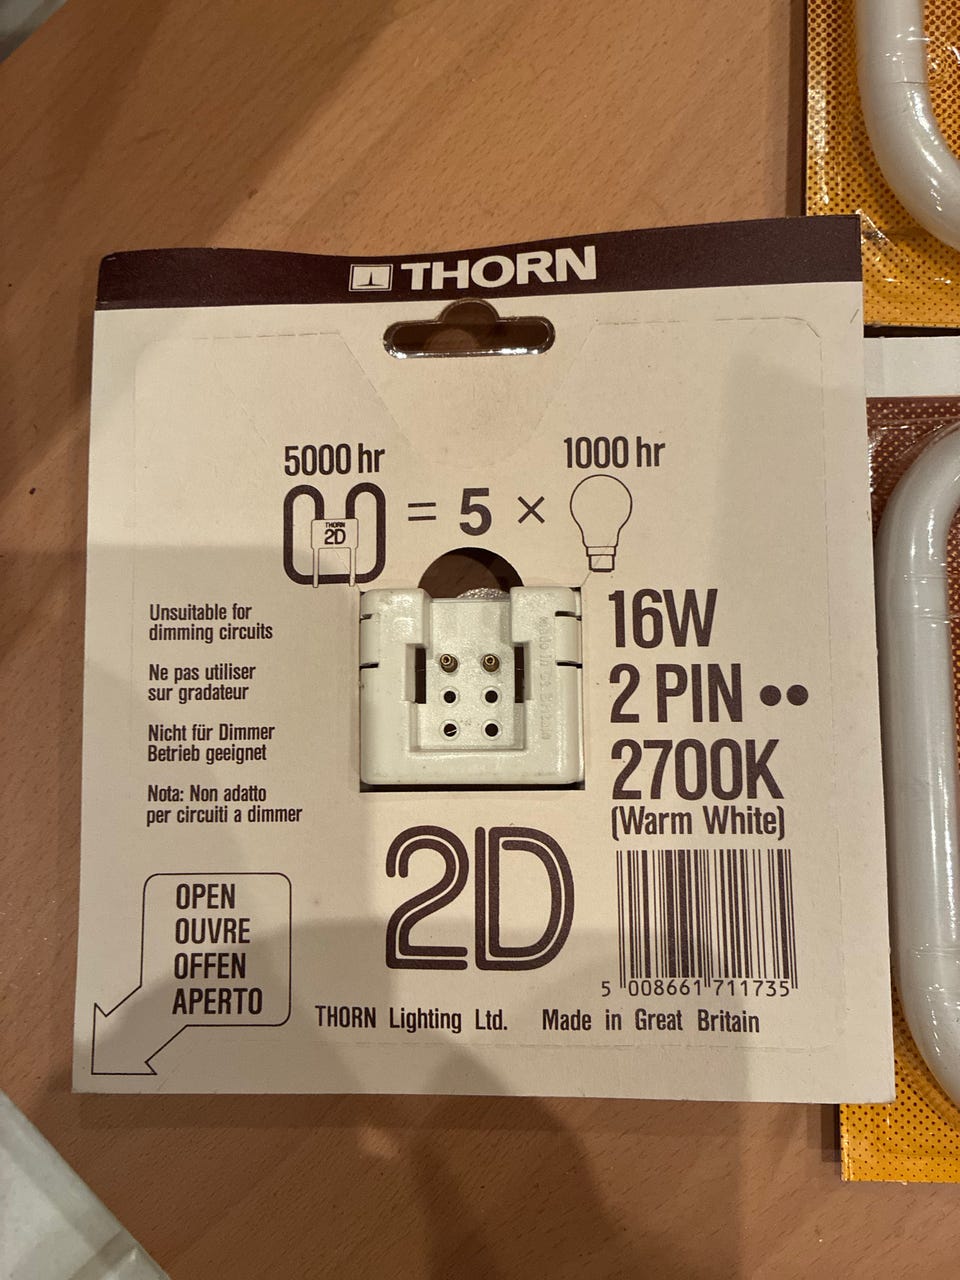 THORN
5000 hr
1000 hr
THORN
2D
= 5 ×
Unsuitable for
dimming circuits
Ne pas utiliser
sur gradateur
Nicht für Dimmer
Betrieb geeignet
Nota: Non adatto
per circuiti a dimmer
16W
2 PIN ●●
2700K
(Warm White)
OPEN
OUVRE
OFFEN
APERTO
2D
5 008661 711735
THORN Lighting Ltd. Made in Great Britain